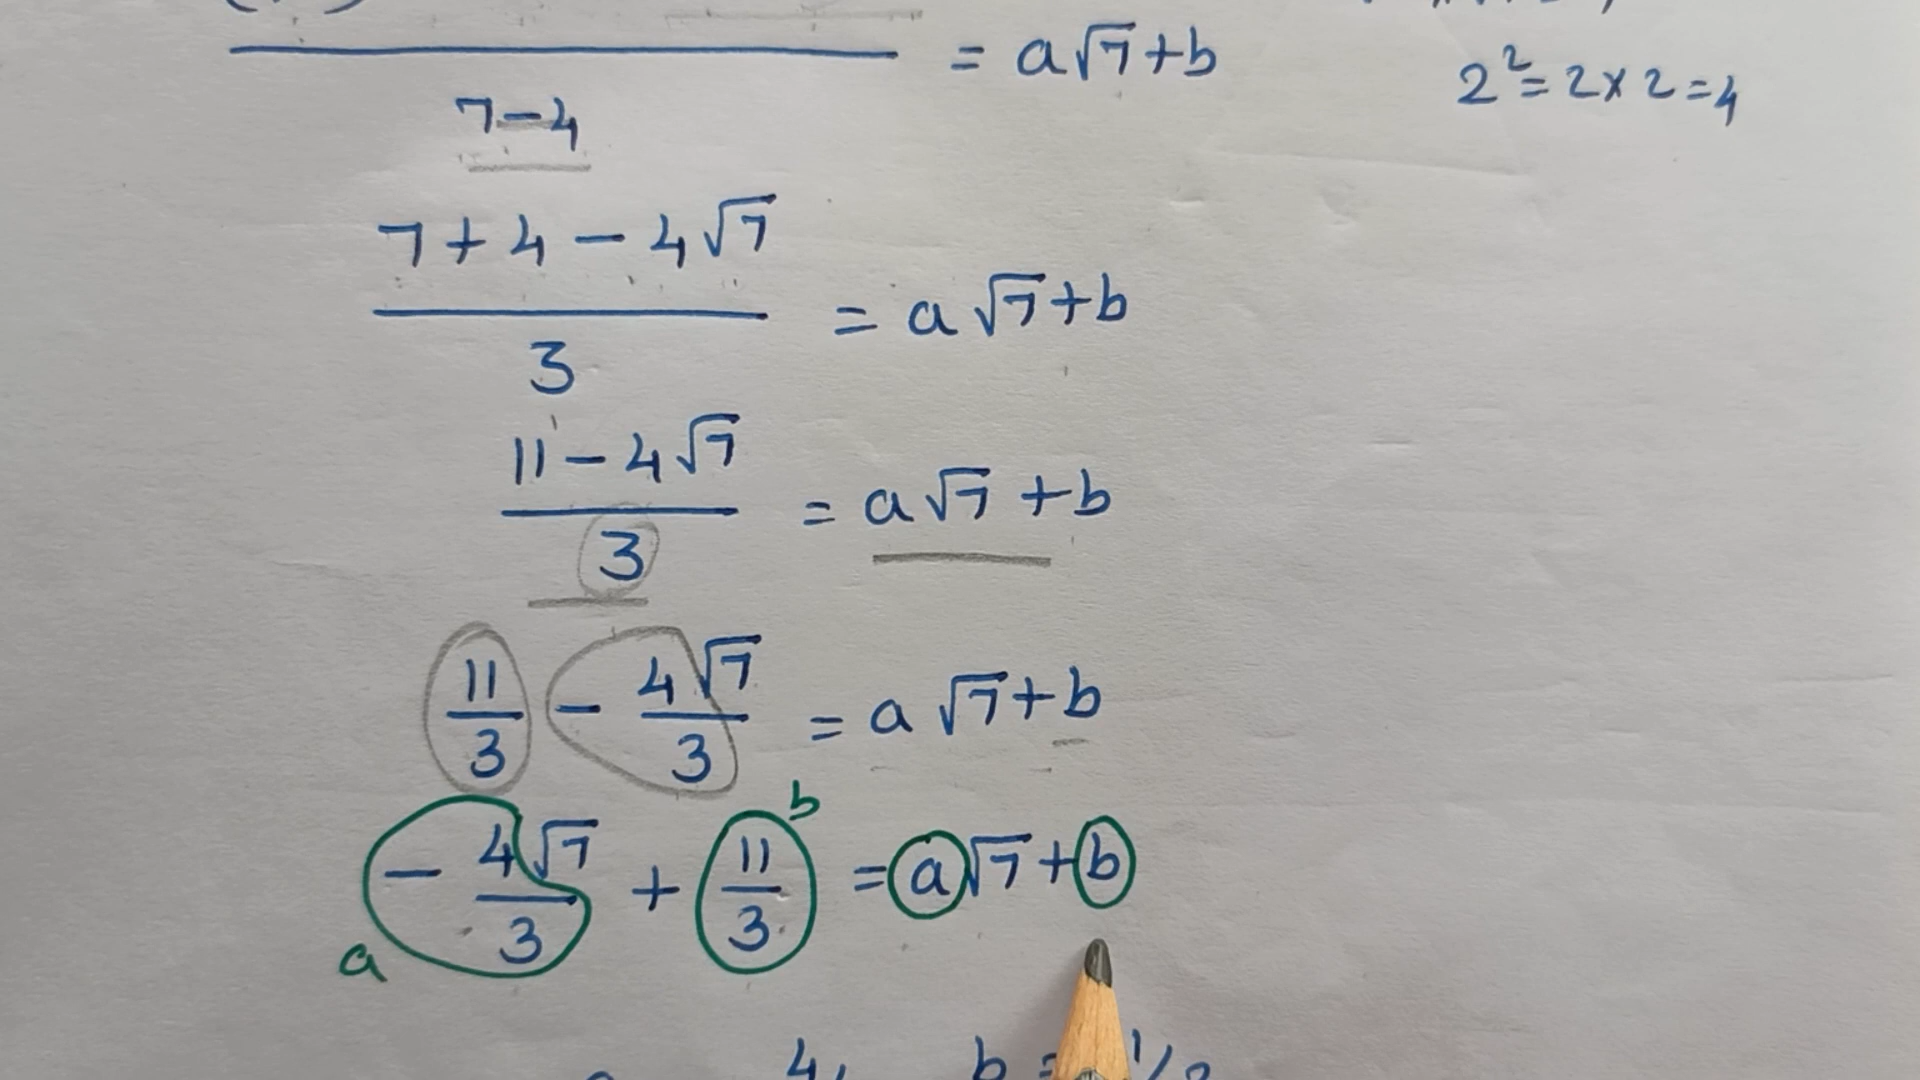 = a√7+b
2² = 2 × 2 = 4
7-4
7 + 4 - 4√7
= a√7+b
3
11 - 4√7
= a√7 + b
3
11/3 - 4√7/3 = a√7+b
b
- 4√7/3 + 11/3 = a√7+b
a
4/ b =